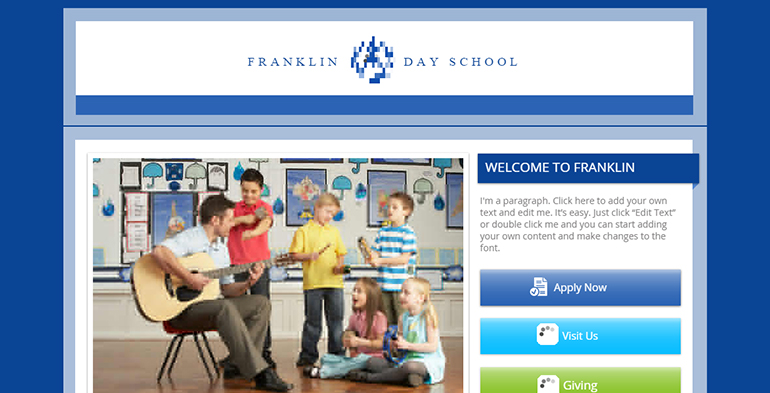 FRANKLIN DAY SCHOOL
WELCOME TO FRANKLIN
I'm a paragraph. Click here to add your own
text and edit me. It's easy. Just click “Edit Text”
or double click me and you can start adding
your own content and make changes to the
font.
Apply Now
Visit Us
Giving